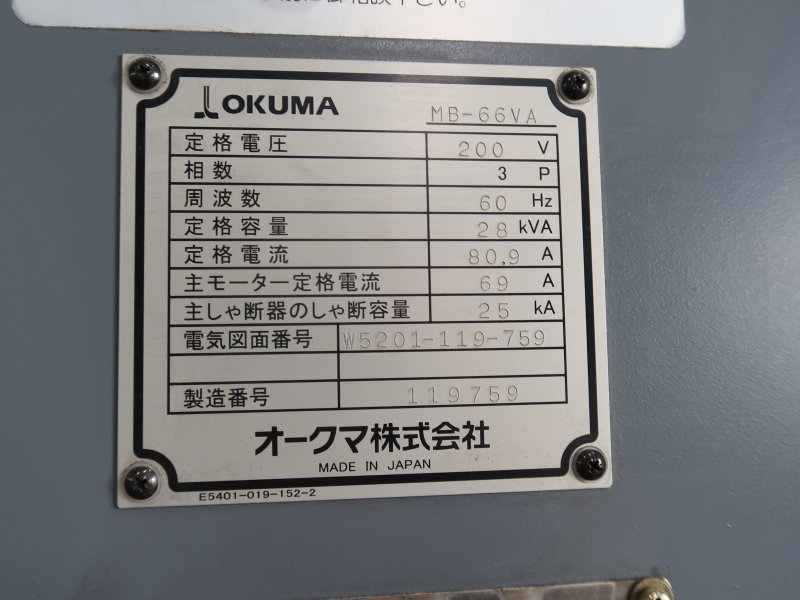 OKUMA MB-66VA
定格電圧 200 V
相数 3 P
周波数 60 Hz
定格容量 28 kVA
定格電流 80.9 A
主モーター定格電流 69 A
主しゃ断器のしゃ断容量 25 kA
電気図面番号 W5201-119-759
製造番号 119759
オークマ株式会社
MADE IN JAPAN
E5401-019-152-2